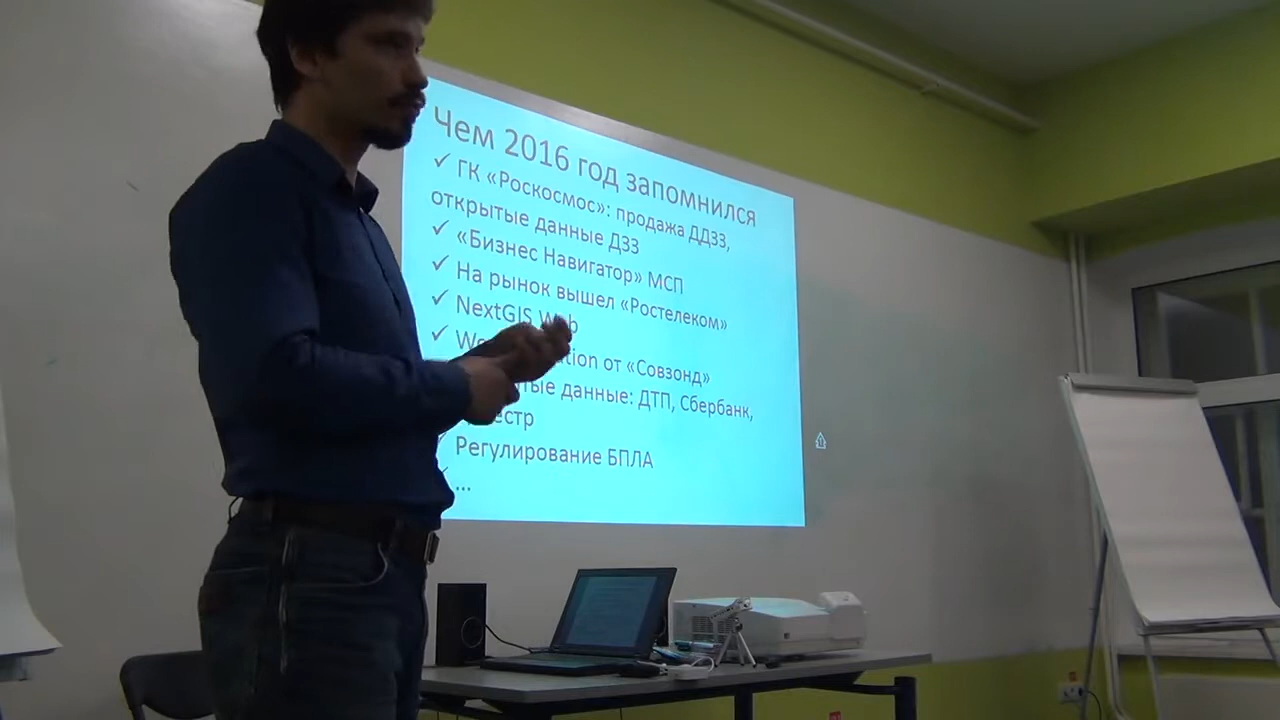 Чем 2016 год запомнился
✓ ГК «Роскосмос»: продажа ДДЗЗ,
открытые данные ДЗЗ
✓ «Бизнес Навигатор» МСП
✓ На рынок вышел «Ростелеком»
✓ NextGIS Web
✓ от «Совзонд»
данные: ДТП, Сбербанк,
✓ Регулирование БПЛА
✓ ...